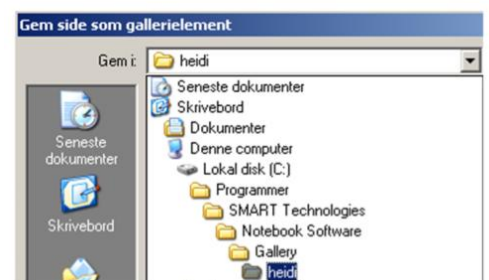 Gem side som gallerielement
Gem i:
heidi
Seneste dokumenter
Skrivebord
Dokumenter
Denne computer
Lokal disk (C:)
Programmer
SMART Technologies
Notebook Software
Gallery
heidi
Seneste
dokumenter
Skrivebord